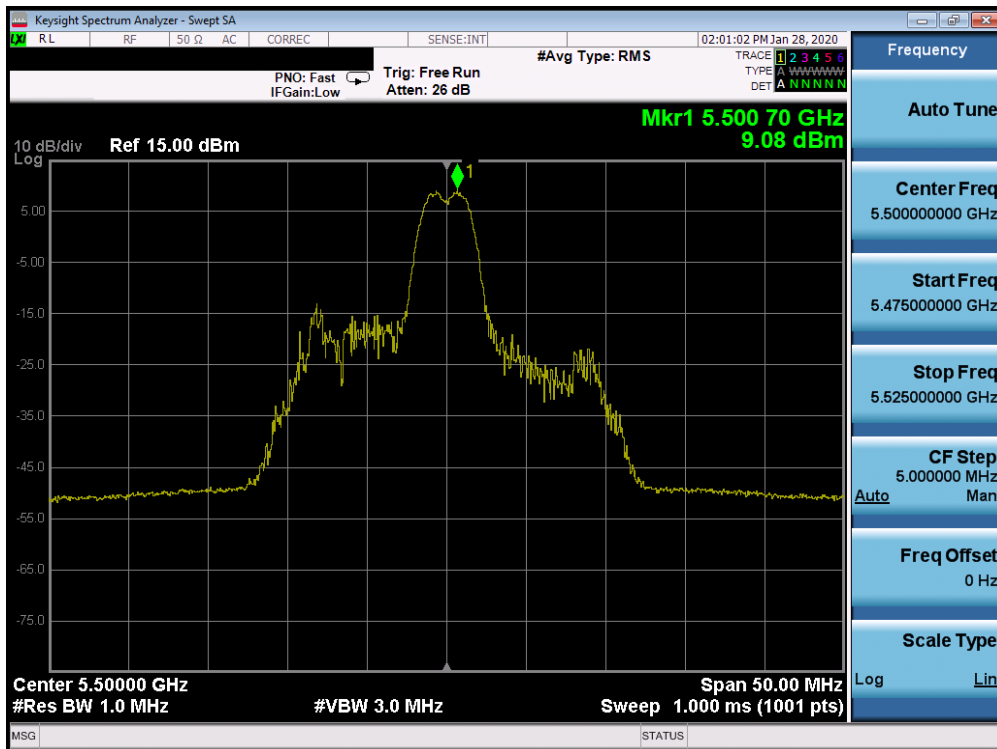 Keysight Spectrum Analyzer - Swept SA
LXI RL RF 50 Ω AC CORREC SENSE:INT 02:01:02 PM Jan 28, 2020
#Avg Type: RMS
TRACE 1 2 3 4 5 6
PNO: Fast Trig: Free Run
TYPE A WWWWW
IFGain:Low Atten: 26 dB
DET A N N N N N
Mkr1 5.500 70 GHz
9.08 dBm
10 dB/div Ref 15.00 dBm
Log
1
5.00
-5.00
-15.0
-25.0
-35.0
-45.0
-55.0
-65.0
-75.0
Center 5.50000 GHz Span 50.00 MHz
#Res BW 1.0 MHz #VBW 3.0 MHz Sweep 1.000 ms (1001 pts)
MSG STATUS
Frequency
Auto Tune
Center Freq
5.500000000 GHz
Start Freq
5.475000000 GHz
Stop Freq
5.525000000 GHz
CF Step
5.000000 MHz
Auto Man
Freq Offset
0 Hz
Scale Type
Log Lin